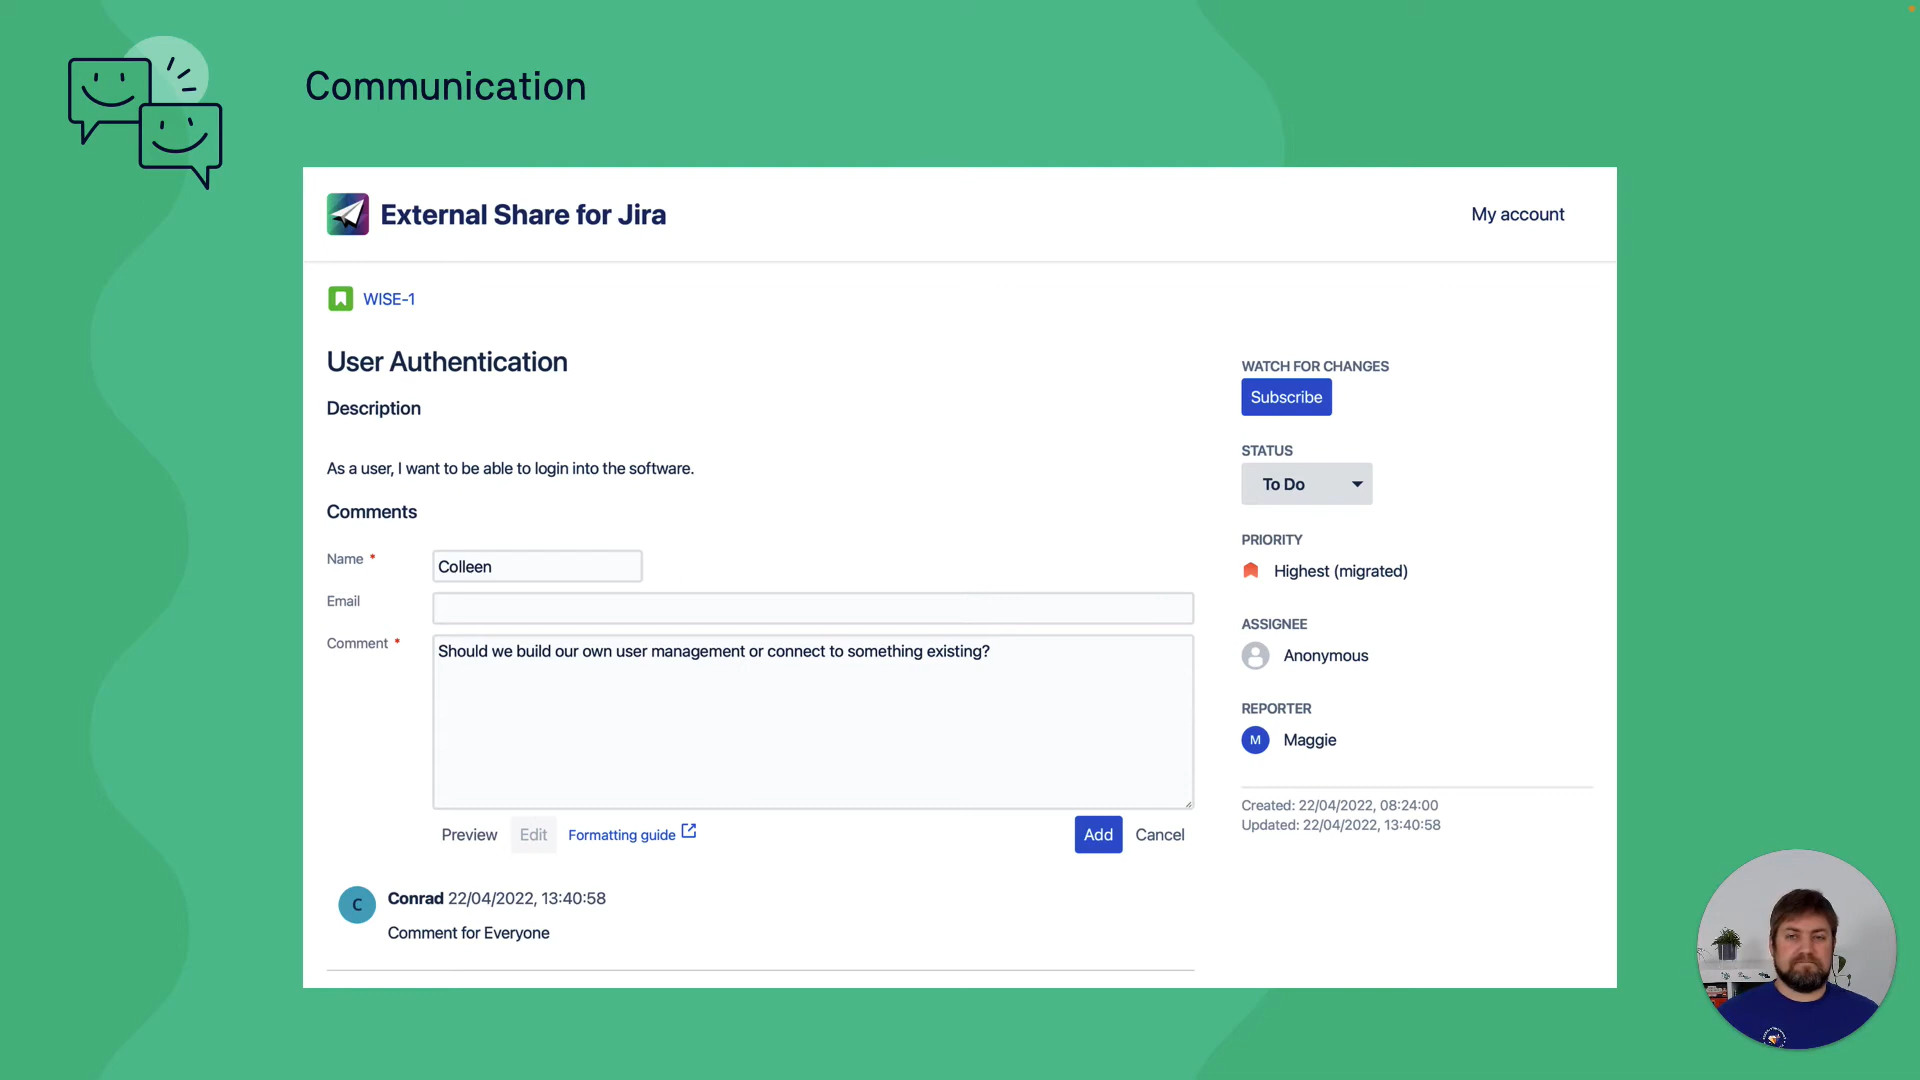 Communication
External Share for Jira
My account
WISE-1
User Authentication
Description
As a user, I want to be able to login into the software.
Comments
Name *
Colleen
Email
Comment *
Should we build our own user management or connect to something existing?
Preview
Edit
Formatting guide
Add
Cancel
C
Conrad 22/04/2022, 13:40:58
Comment for Everyone
WATCH FOR CHANGES
Subscribe
STATUS
To Do
PRIORITY
Highest (migrated)
ASSIGNEE
Anonymous
REPORTER
M
Maggie
Created: 22/04/2022, 08:24:00
Updated: 22/04/2022, 13:40:58